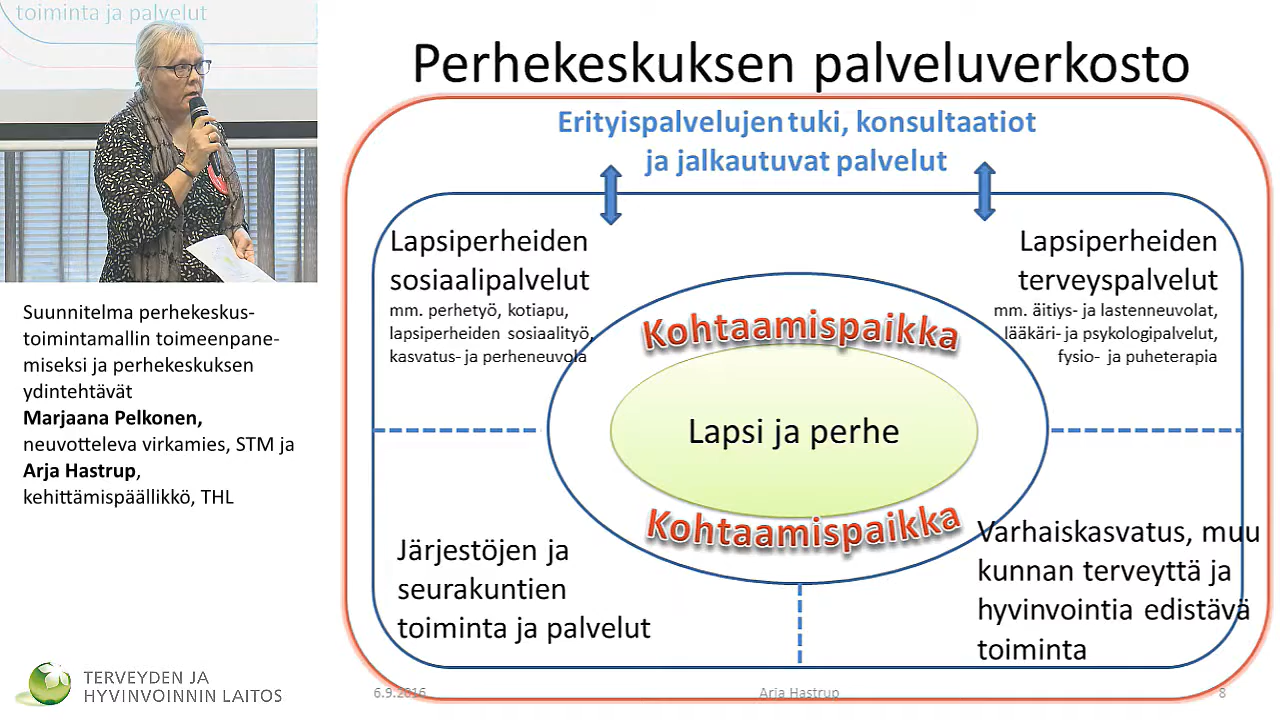 toiminta ja palvelut
Perhekeskuksen palveluverkosto
Erityispalvelujen tuki, konsultaatiot
ja jalkautuvat palvelut
Lapsiperheiden
sosiaalipalvelut
mm. perhetyö, kotiapu,
lapsiperheiden sosiaalityö,
kasvatus- ja perheneuvola
Lapsiperheiden
terveyspalvelut
mm. äitiys- ja lastenneuvolat,
lääkäri- ja psykologipalvelut,
fysio- ja puheterapia
Kohtaamispaikka
Lapsi ja perhe
Kohtaamispaikka
Järjestöjen ja
seurakuntien
toiminta ja palvelut
Varhaiskasvatus, muu
kunnan terveyttä ja
hyvinvointia edistävä
toiminta
Suunnitelma perhekeskus-
toimintamallin toimeenpane-
miseksi ja perhekeskuksen
ydintehtävät
Marjaana Pelkonen,
neuvotteleva virkamies, STM ja
Arja Hastrup,
kehittämispäällikkö, THL
TERVEYDEN JA
HYVINVOINNIN LAITOS
6.9.2016
Arja Hastrup
8